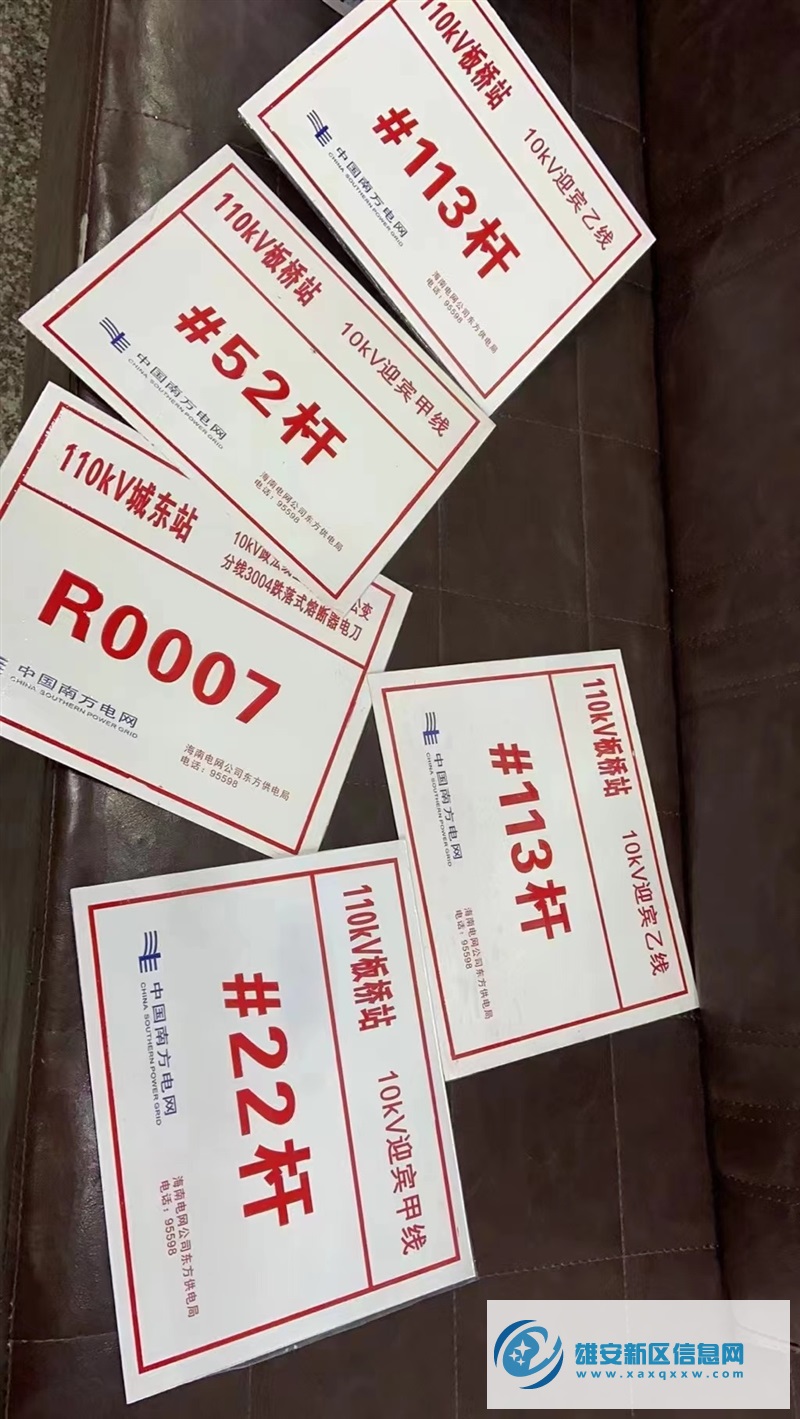 110kV板桥站
10kV迎宾乙线
#113杆
中国南方电网
CHINA SOUTHERN POWER GRID
海南电网公司东方供电局
电话：95598
110kV板桥站
10kV迎宾甲线
#52杆
中国南方电网
CHINA SOUTHERN POWER GRID
海南电网公司东方供电局
电话：95598
110kV城东站
10kV
公变
分线3004跌落式熔断器电刀
R0007
中国南方电网
CHINA SOUTHERN POWER GRID
海南电网公司东方供电局
电话：95598
110kV板桥站
10kV迎宾乙线
#113杆
中国南方电网
CHINA SOUTHERN POWER GRID
海南电网公司东方供电局
电话：95598
110kV板桥站
10kV迎宾甲线
#22杆
中国南方电网
CHINA SOUTHERN POWER GRID
海南电网公司东方供电局
电话：95598
雄安新区信息网
www.xaxqxxw.com